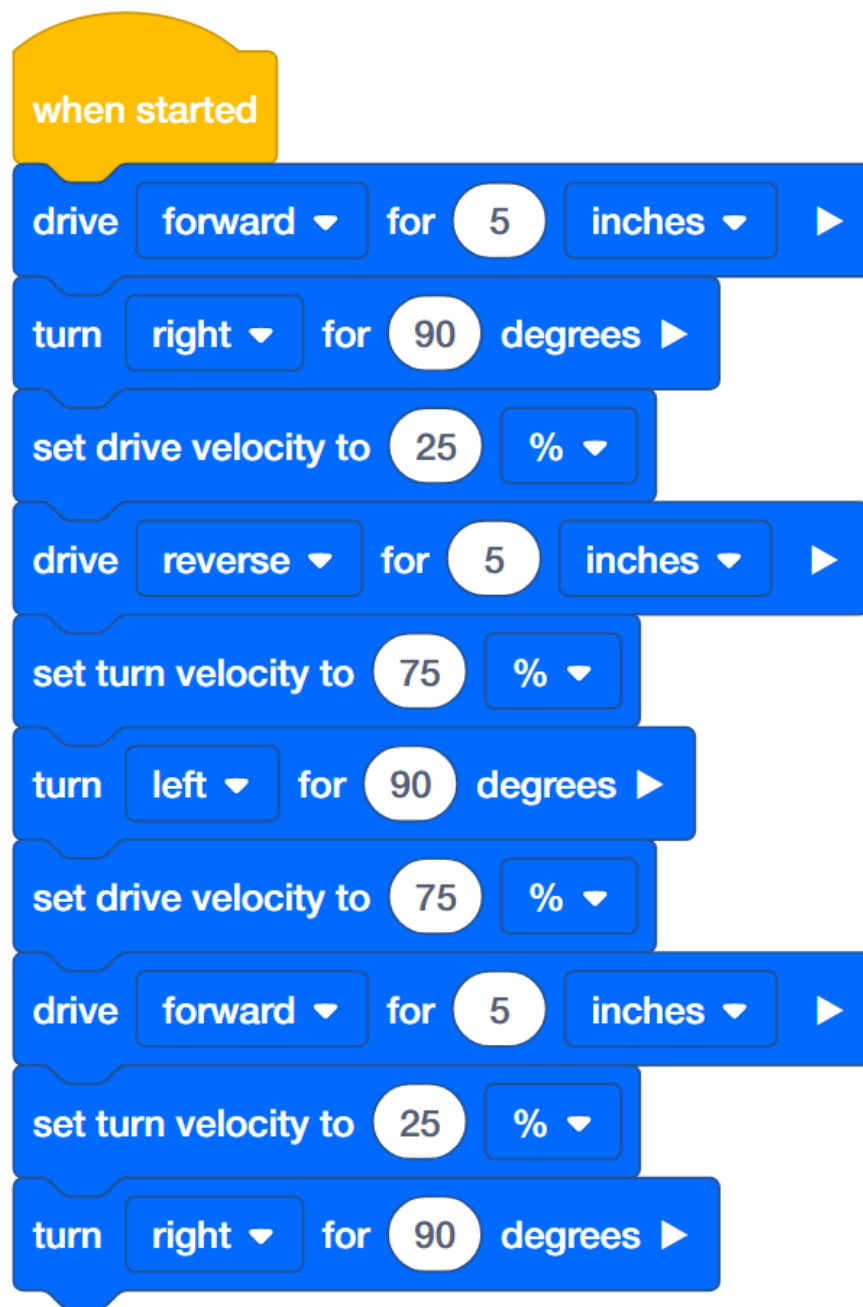 when started
drive forward for 5 inches
turn right for 90 degrees
set drive velocity to 25 %
drive reverse for 5 inches
set turn velocity to 75 %
turn left for 90 degrees
set drive velocity to 75 %
drive forward for 5 inches
set turn velocity to 25 %
turn right for 90 degrees